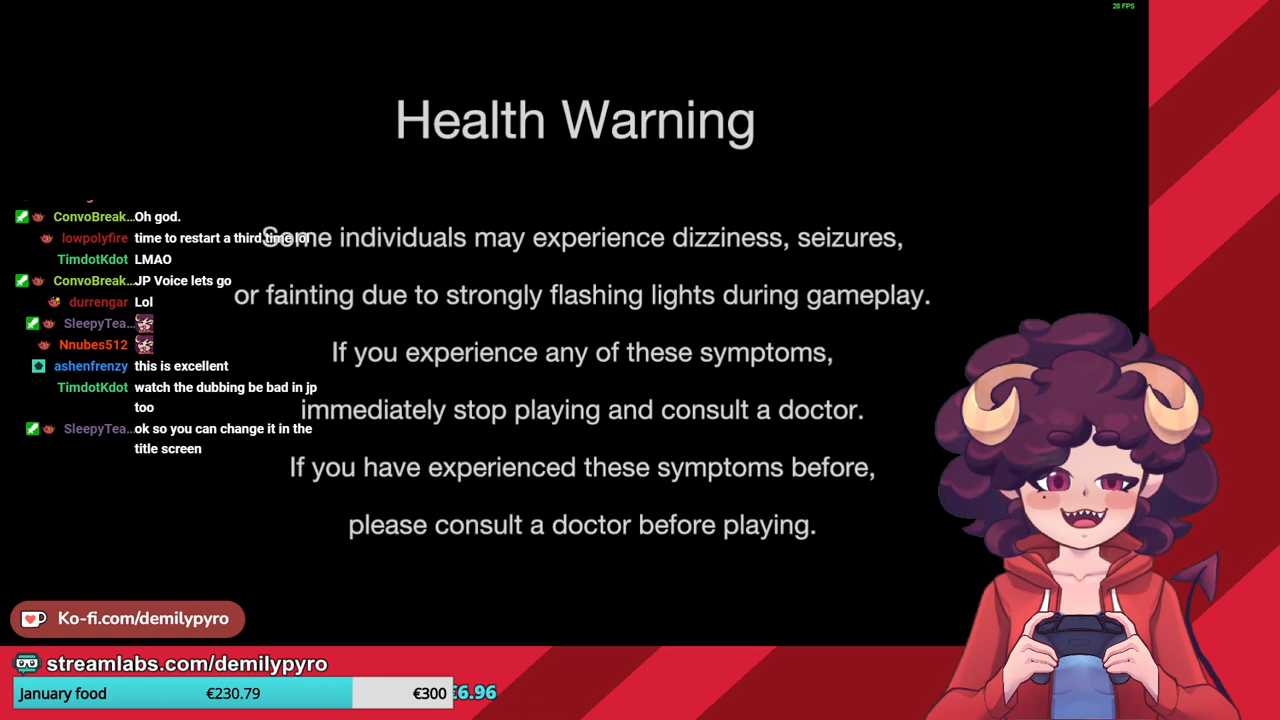 28 FPS
Health Warning
ConvoBreak... Oh god.
lowpolyfire time to restart a third time lol
Some individuals may experience dizziness, seizures,
TimdotKdot LMAO
ConvoBreak... JP Voice lets go
or fainting due to strongly flashing lights during gameplay.
durrengar Lol
SleepyTea...
Nnubes512
If you experience any of these symptoms,
ashenfrenzy this is excellent
TimdotKdot watch the dubbing be bad in jp
too
immediately stop playing and consult a doctor.
SleepyTea... ok so you can change it in the
title screen
If you have experienced these symptoms before,
please consult a doctor before playing.
Ko-fi.com/demilypyro
streamlabs.com/demilypyro
January food €230.79 €300
6.96